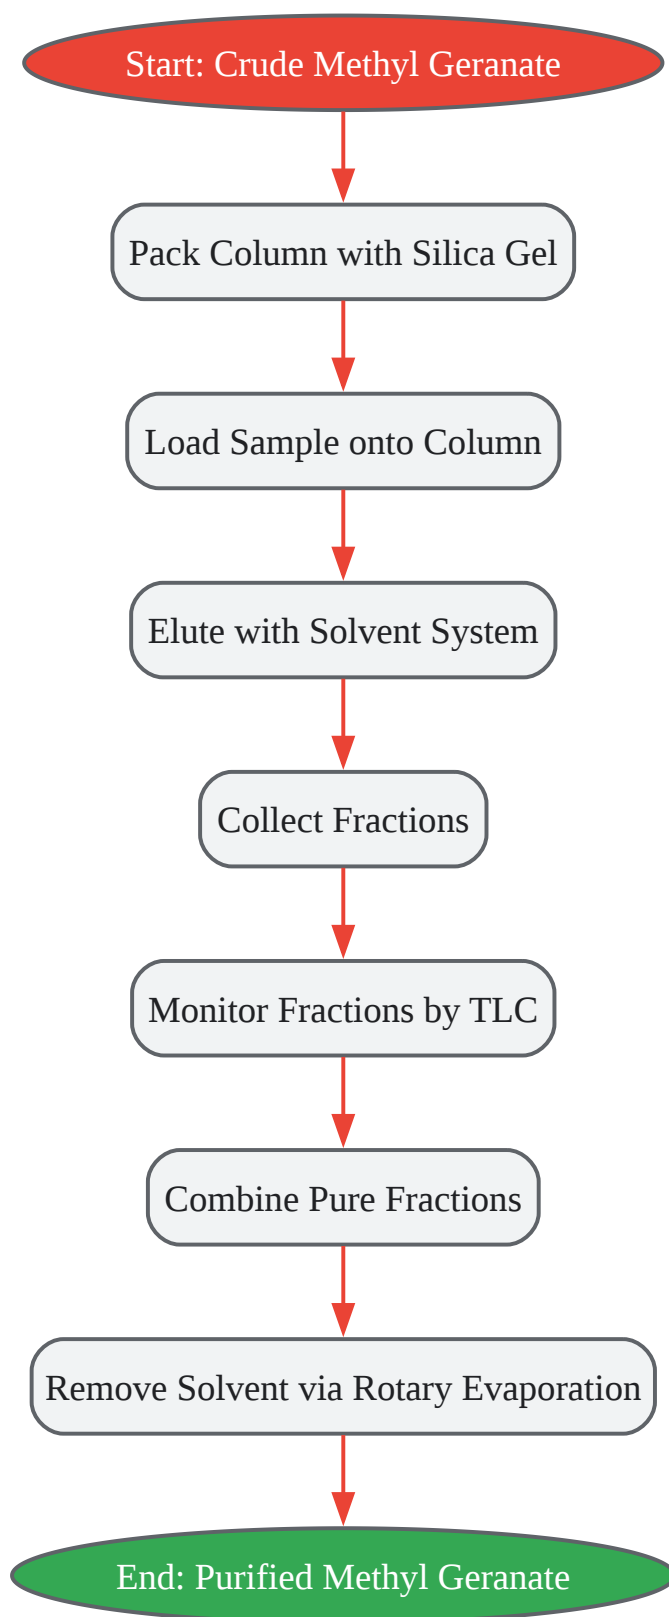 Start: Crude Methyl Geranate
Pack Column with Silica Gel
Load Sample onto Column
Elute with Solvent System
Collect Fractions
Monitor Fractions by TLC
Combine Pure Fractions
Remove Solvent via Rotary Evaporation
End: Purified Methyl Geranate